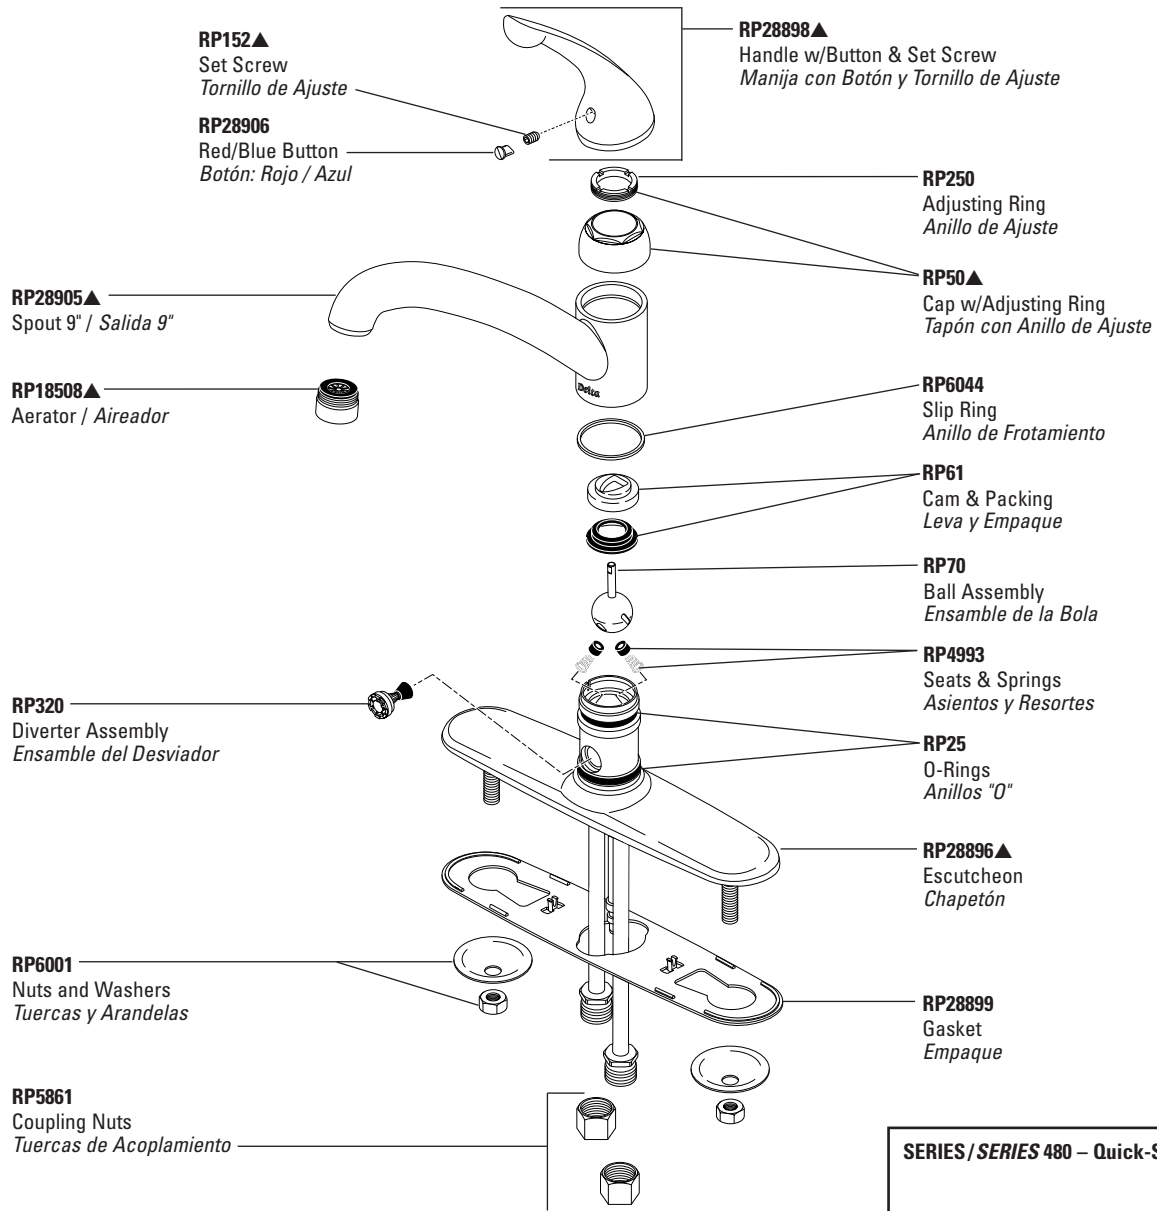 RP152▲
Set Screw
Tornillo de Ajuste
RP28906
Red/Blue Button
Botón: Rojo / Azul
RP28898▲
Handle w/Button & Set Screw
Manija con Botón y Tornillo de Ajuste
RP250
Adjusting Ring
Anillo de Ajuste
RP50▲
Cap w/Adjusting Ring
Tapón con Anillo de Ajuste
RP28905▲
Spout 9" / Salida 9"
RP18508▲
Aerator / Aireador
Delta
RP6044
Slip Ring
Anillo de Frotamiento
RP61
Cam & Packing
Leva y Empaque
RP70
Ball Assembly
Ensamble de la Bola
RP4993
Seats & Springs
Asientos y Resortes
RP320
Diverter Assembly
Ensamble del Desviador
RP25
O-Rings
Anillos "O"
RP28896▲
Escutcheon
Chapetón
RP6001
Nuts and Washers
Tuercas y Arandelas
RP28899
Gasket
Empaque
RP5861
Coupling Nuts
Tuercas de Acoplamiento
SERIES/SERIES 480 – Quick-S